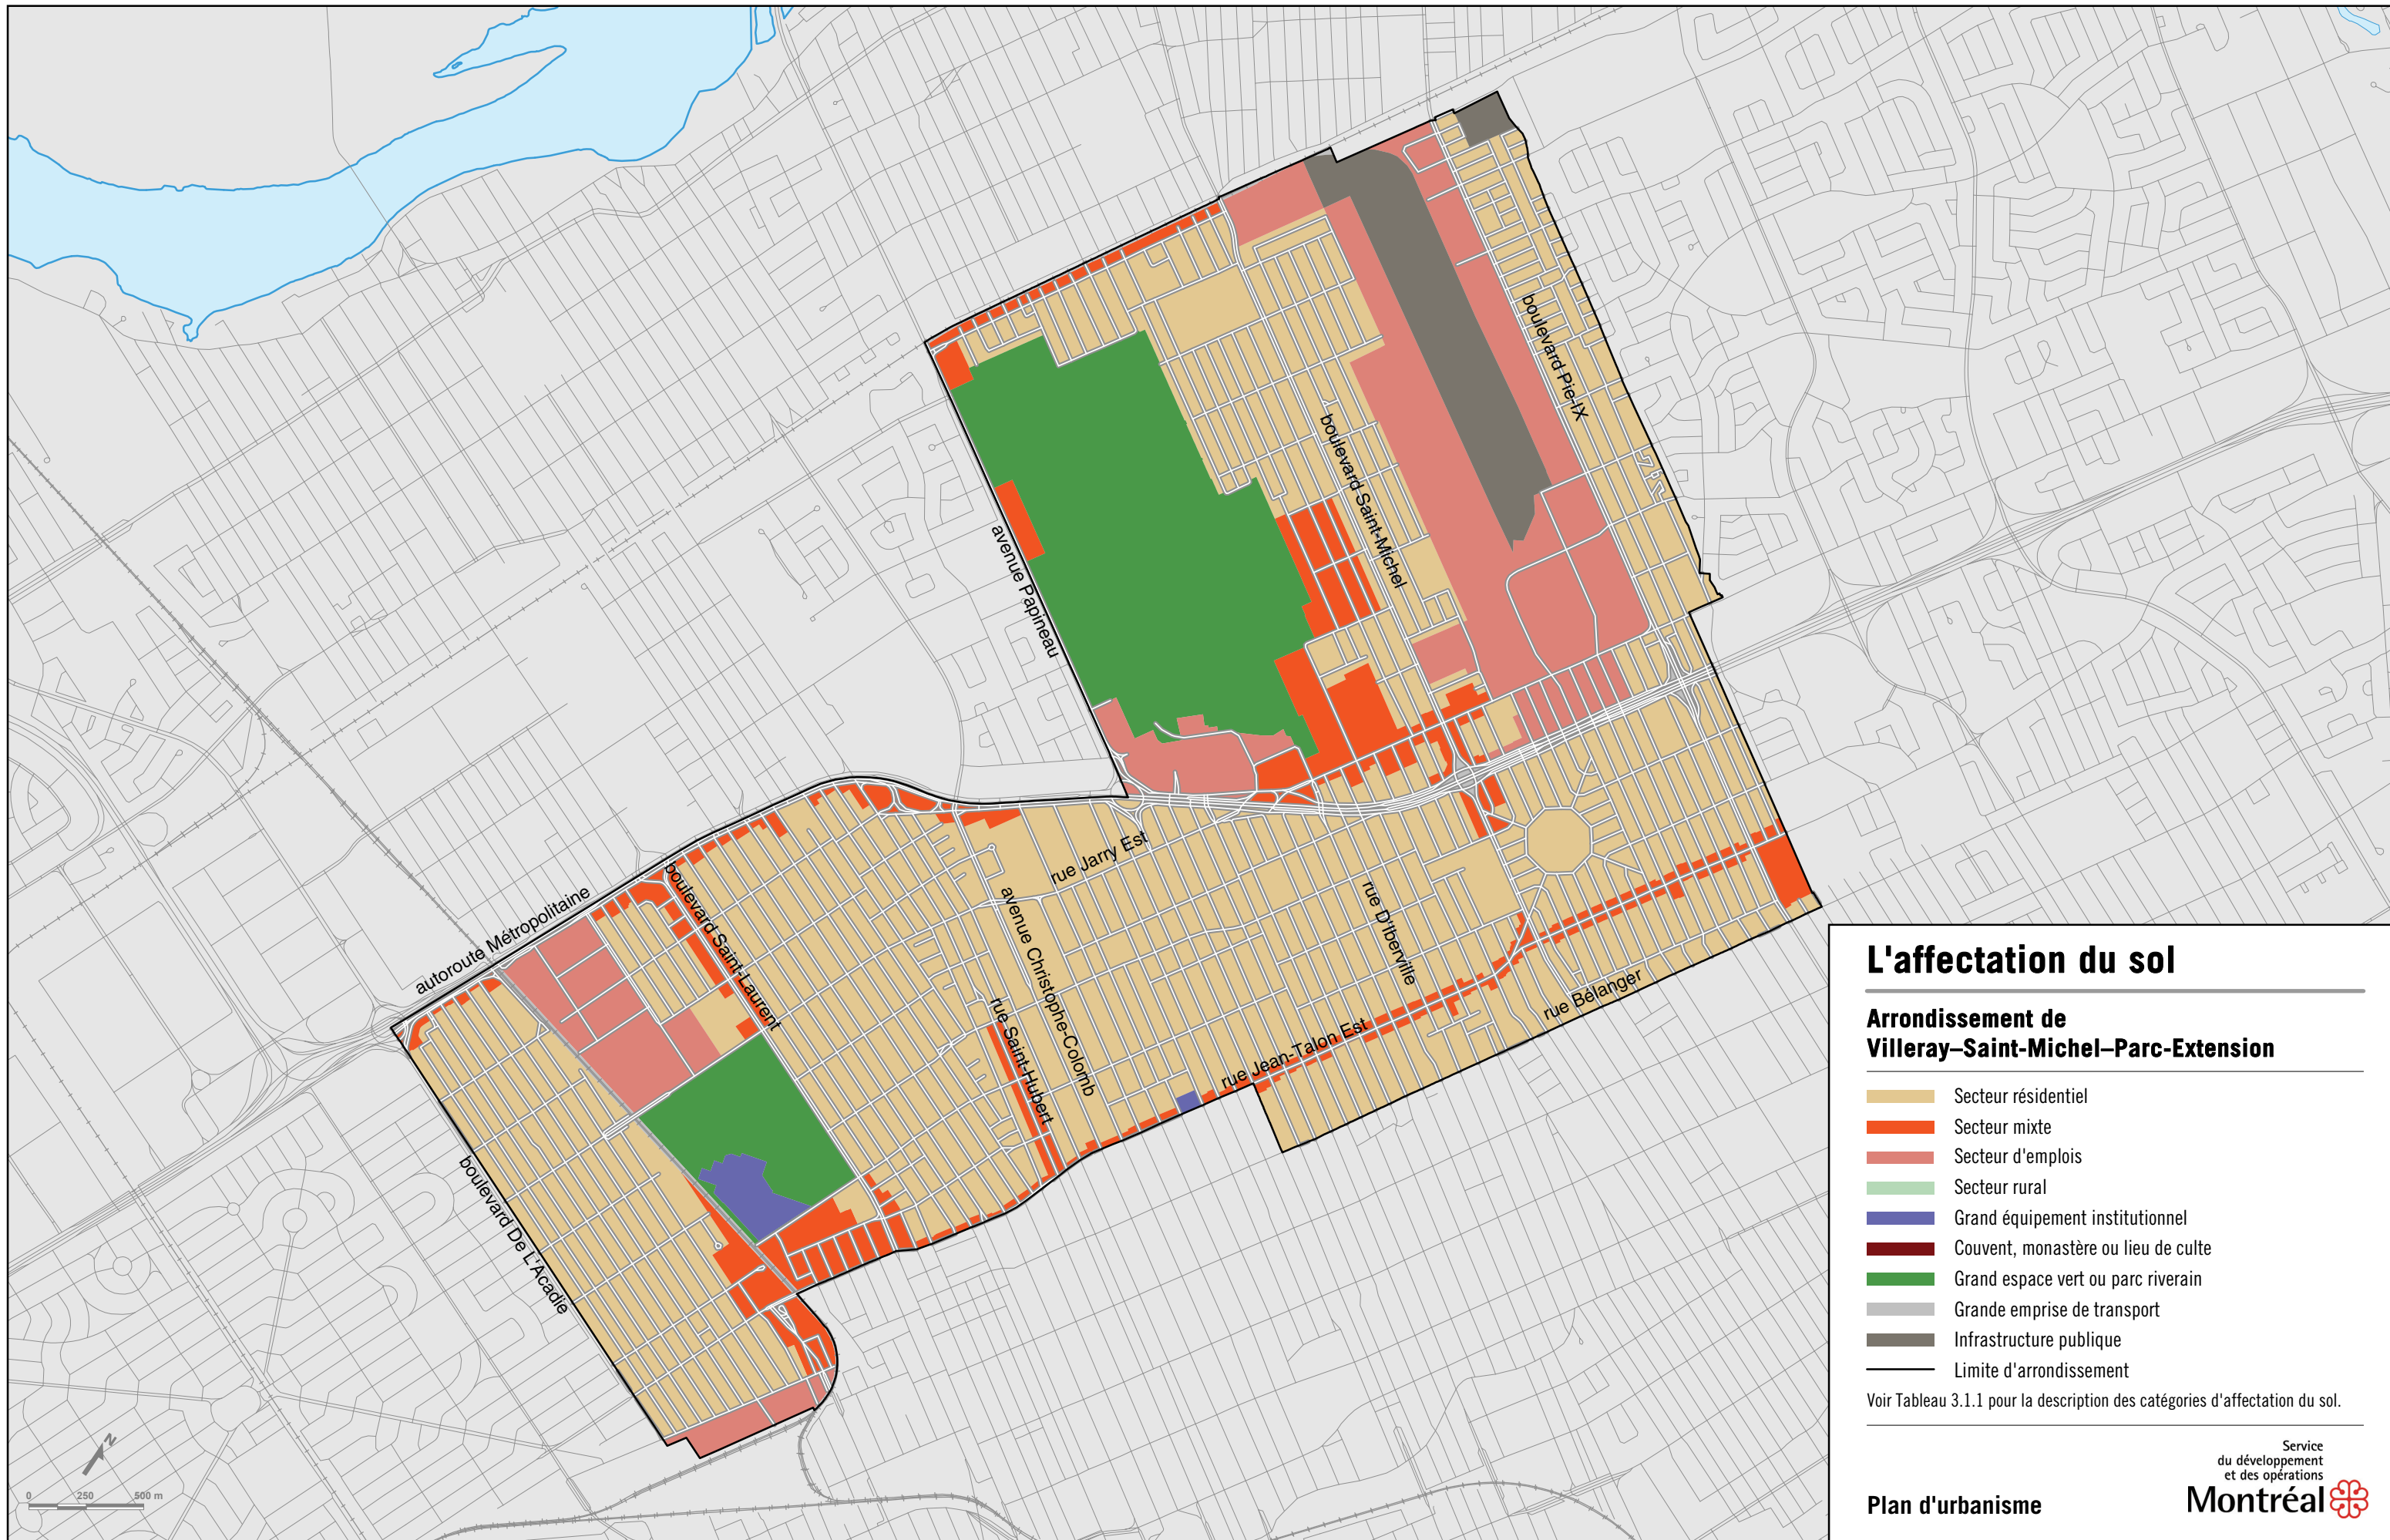 boulevard Pie-IX
boulevard Saint-Michel
avenue Papineau
rue Jarry Est
autoroute Métropolitaine
boulevard Saint-Laurent
avenue Christophe-Colomb
rue D'Iberville
rue Saint-Hubert
rue Bélanger
rue Jean-Talon Est
boulevard De L'Acadie
N
0 250 500 m
L'affectation du sol
Arrondissement de
Villeray–Saint-Michel–Parc-Extension
Secteur résidentiel
Secteur mixte
Secteur d'emplois
Secteur rural
Grand équipement institutionnel
Couvent, monastère ou lieu de culte
Grand espace vert ou parc riverain
Grande emprise de transport
Infrastructure publique
Limite d'arrondissement
Voir Tableau 3.1.1 pour la description des catégories d'affectation du sol.
Service
du développement
et des opérations
Plan d'urbanisme
Montréal